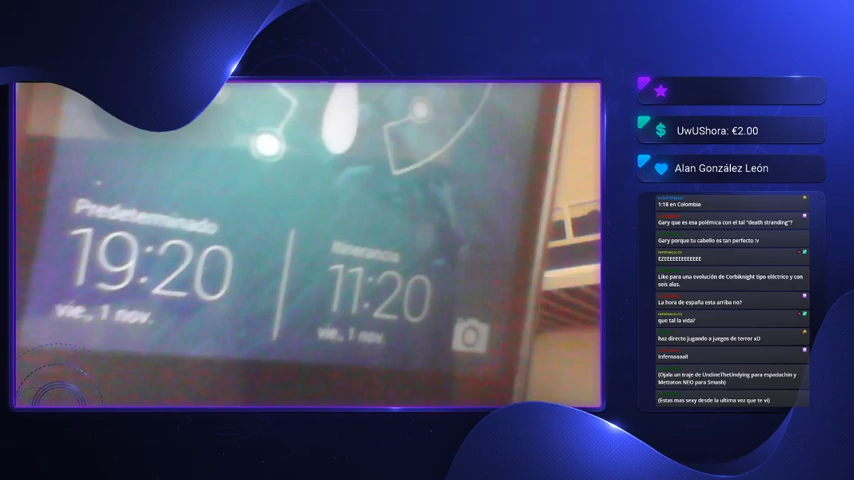 Predeterminado
19:20
vie., 1 nov.
Itinerancia
11:20
vie., 1 nov.
UwUShora: €2.00
Alan González León
1:18 en Colombia
Gary que es esa polémica con el tal "death stranding"?
Gary porque tu cabello es tan perfecto :v
EZEEEEEEEEEEEEE
Like para una evolución de Corbiknight tipo eléctrico y con
seis alas.
La hora de españa esta arriba no?
que tal la vida?
haz directo jugando a juegos de terror xD
Infernaaaal!
(Ojala un traje de UndineTheUndying para espadachin y
Mettaton NEO para Smash)
(Estas mas sexy desde la ultima vez que te vi)